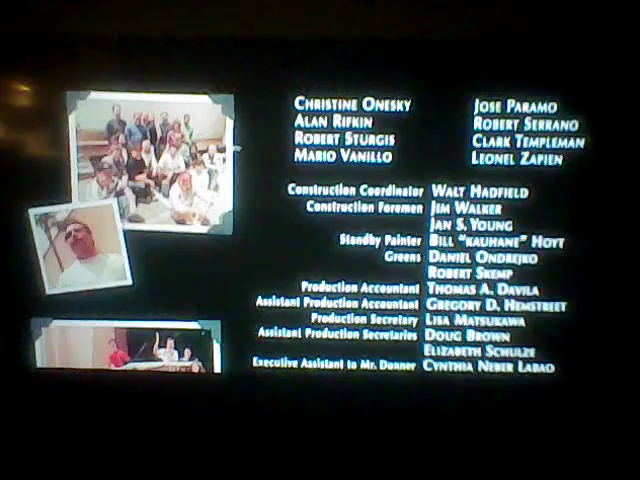 CHRISTINE ONESKY JOSE PARAMO
ALAN RIFKIN ROBERT SERRANO
ROBERT STURGIS CLARK TEMPLEMAN
MARIO VANILLO LEONEL ZAPIEN
Construction Coordinator WALT HADFIELD
Construction Foremen JIM WALKER
JAN S. YOUNG
Standby Painter BILL "KAUHANE" HOYT
Greens DANIEL ONDREJKO
ROBERT SKEMP
Production Accountant THOMAS A. DAVILA
Assistant Production Accountant GREGORY D. HEMSTREET
Production Secretary LISA MATSUKAWA
Assistant Production Secretaries DOUG BROWN
ELIZABETH SCHULZE
Executive Assistant to Mr. Donner CYNTHIA NEBER LABAO